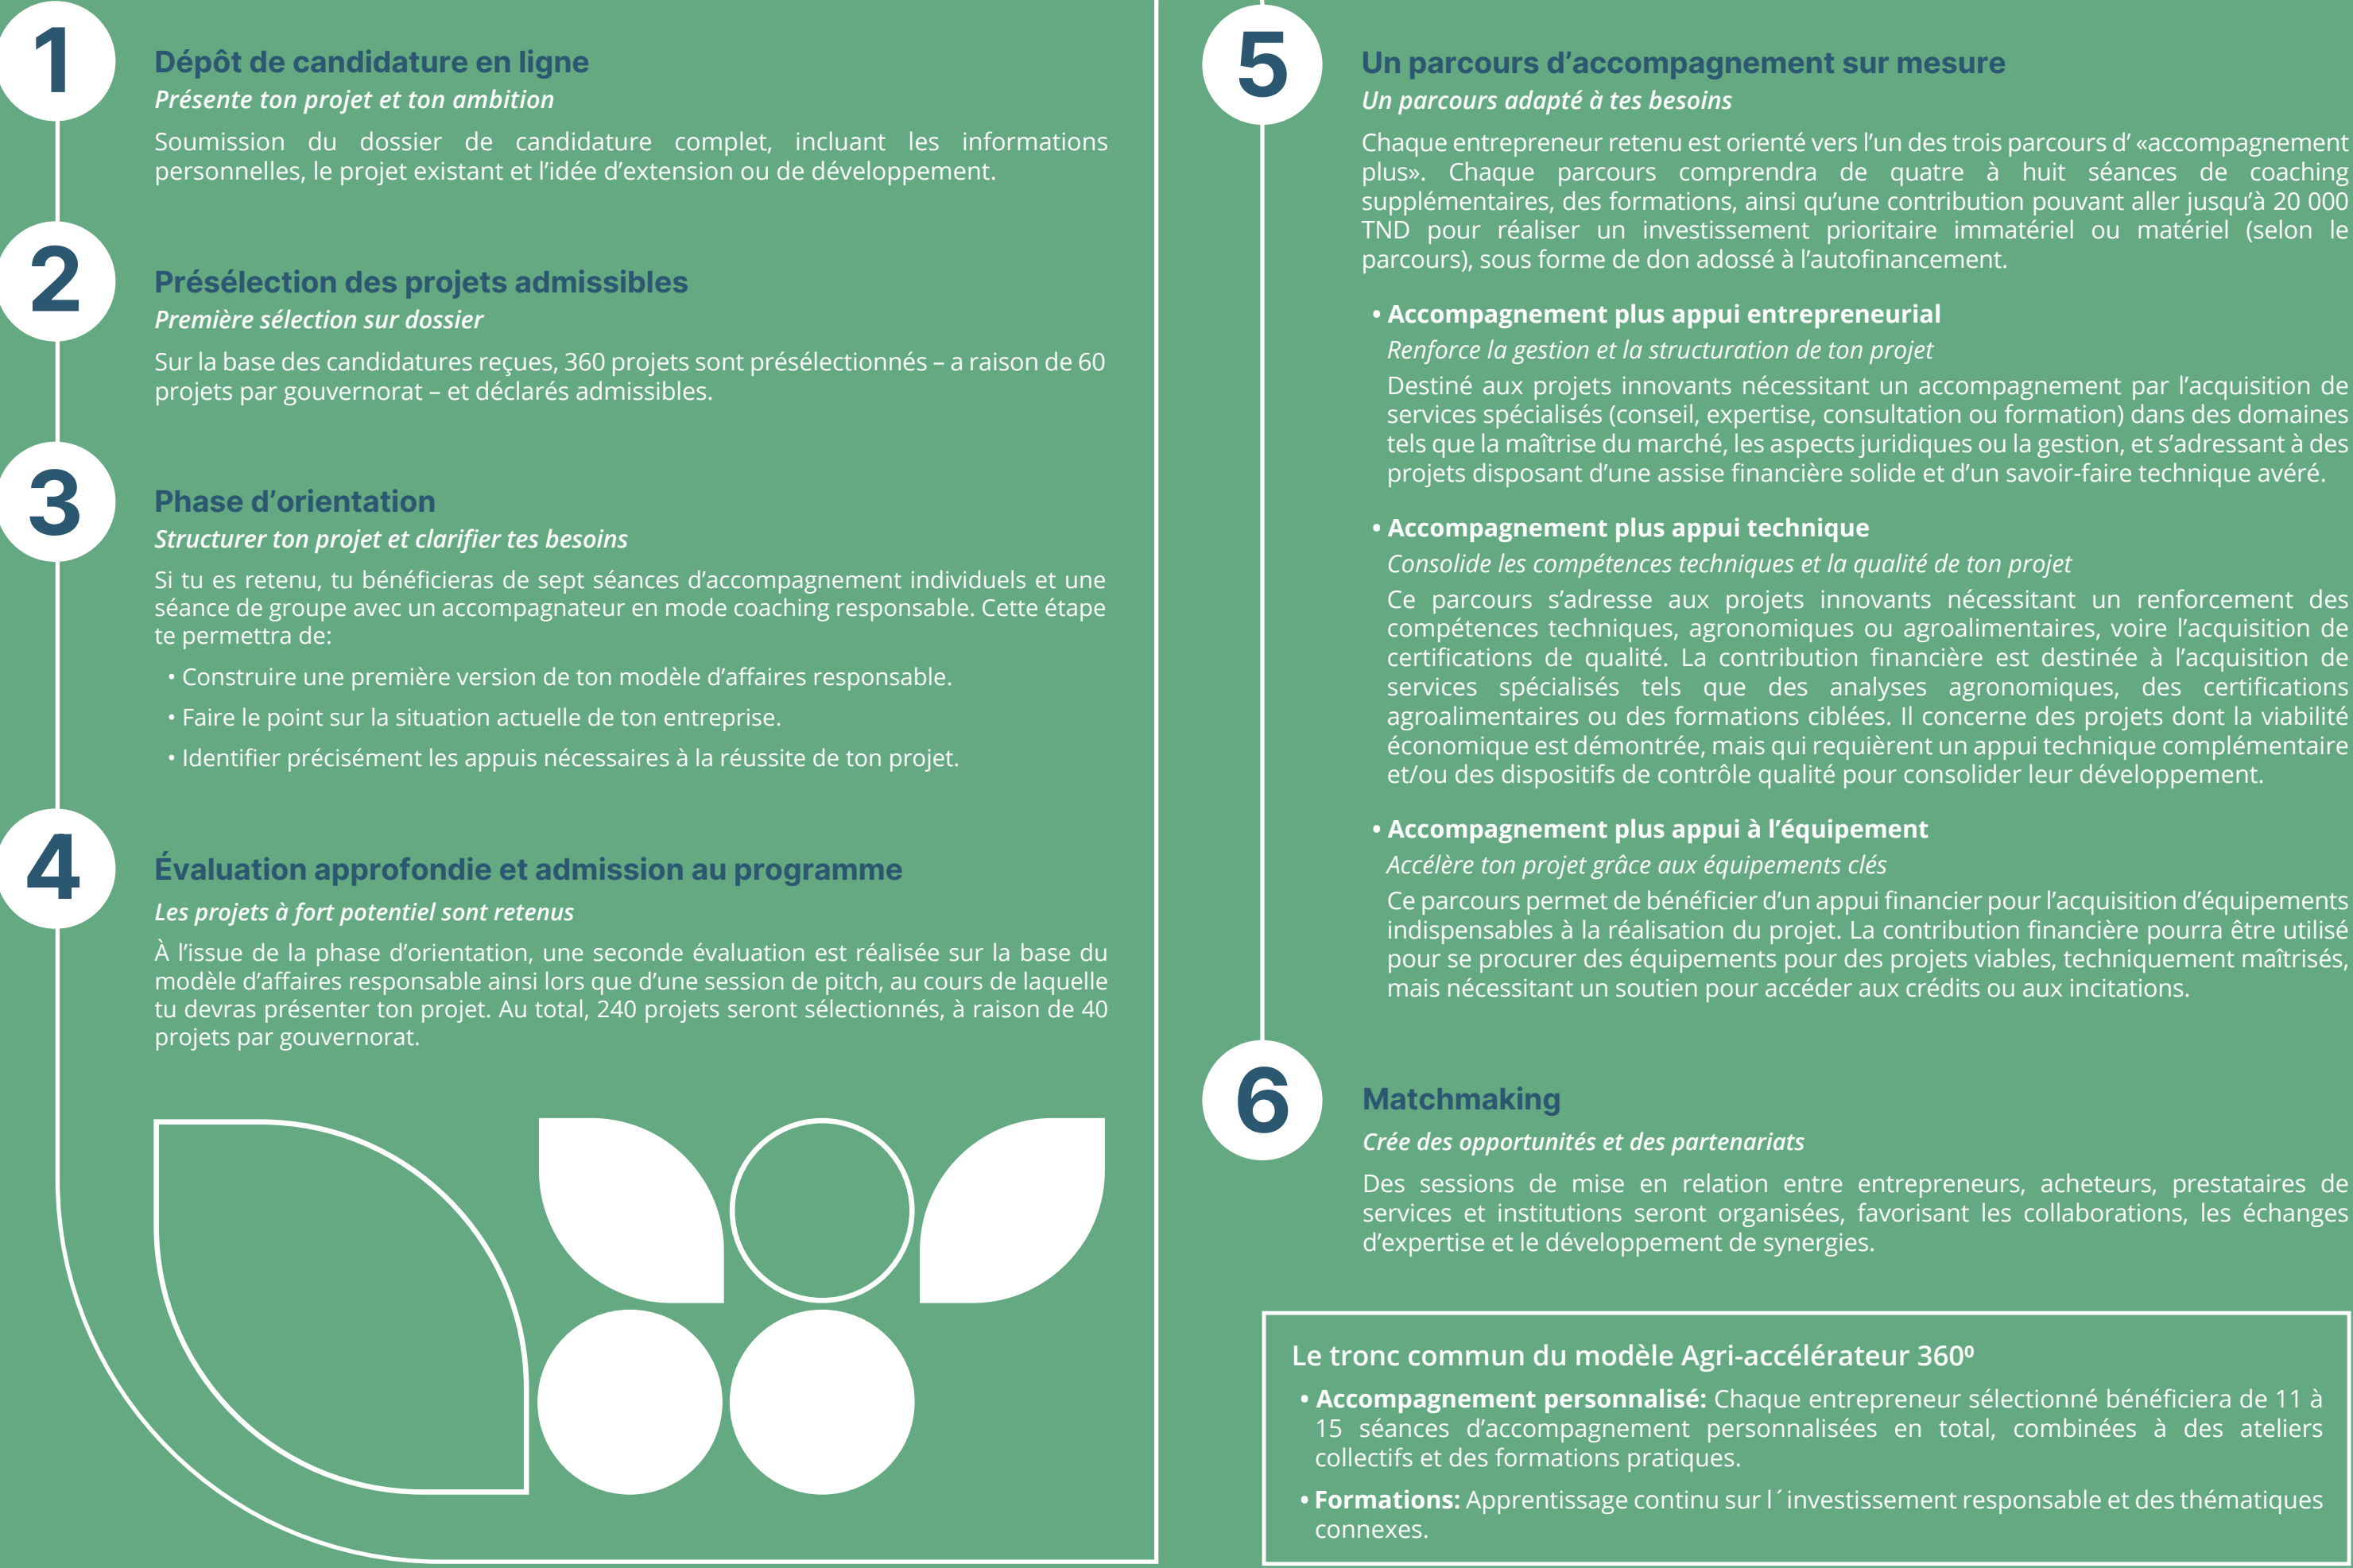 1
Dépôt de candidature en ligne
Présente ton projet et ton ambition
Soumission du dossier de candidature complet, incluant les informations
personnelles, le projet existant et l’idée d’extension ou de développement.
2
Présélection des projets admissibles
Première sélection sur dossier
Sur la base des candidatures reçues, 360 projets sont présélectionnés – a raison de 60
projets par gouvernorat – et déclarés admissibles.
3
Phase d’orientation
Structurer ton projet et clarifier tes besoins
Si tu es retenu, tu bénéficieras de sept séances d’accompagnement individuels et une
séance de groupe avec un accompagnateur en mode coaching responsable. Cette étape
te permettra de:
• Construire une première version de ton modèle d’affaires responsable.
• Faire le point sur la situation actuelle de ton entreprise.
• Identifier précisément les appuis nécessaires à la réussite de ton projet.
4
Évaluation approfondie et admission au programme
Les projets à fort potentiel sont retenus
À l’issue de la phase d’orientation, une seconde évaluation est réalisée sur la base du
modèle d’affaires responsable ainsi lors que d’une session de pitch, au cours de laquelle
tu devras présenter ton projet. Au total, 240 projets seront sélectionnés, à raison de 40
projets par gouvernorat.
5
Un parcours d’accompagnement sur mesure
Un parcours adapté à tes besoins
Chaque entrepreneur retenu est orienté vers l’un des trois parcours d’ «accompagnement
plus». Chaque parcours comprendra de quatre à huit séances de coaching
supplémentaires, des formations, ainsi qu’une contribution pouvant aller jusqu’à 20 000
TND pour réaliser un investissement prioritaire immatériel ou matériel (selon le
parcours), sous forme de don adossé à l’autofinancement.
• Accompagnement plus appui entrepreneurial
Renforce la gestion et la structuration de ton projet
Destiné aux projets innovants nécessitant un accompagnement par l’acquisition de
services spécialisés (conseil, expertise, consultation ou formation) dans des domaines
tels que la maîtrise du marché, les aspects juridiques ou la gestion, et s’adressant à des
projets disposant d’une assise financière solide et d’un savoir-faire technique avéré.
• Accompagnement plus appui technique
Consolide les compétences techniques et la qualité de ton projet
Ce parcours s’adresse aux projets innovants nécessitant un renforcement des
compétences techniques, agronomiques ou agroalimentaires, voire l’acquisition de
certifications de qualité. La contribution financière est destinée à l’acquisition de
services spécialisés tels que des analyses agronomiques, des certifications
agroalimentaires ou des formations ciblées. Il concerne des projets dont la viabilité
économique est démontrée, mais qui requièrent un appui technique complémentaire
et/ou des dispositifs de contrôle qualité pour consolider leur développement.
• Accompagnement plus appui à l’équipement
Accélère ton projet grâce aux équipements clés
Ce parcours permet de bénéficier d’un appui financier pour l’acquisition d’équipements
indispensables à la réalisation du projet. La contribution financière pourra être utilisé
pour se procurer des équipements pour des projets viables, techniquement maîtrisés,
mais nécessitant un soutien pour accéder aux crédits ou aux incitations.
6
Matchmaking
Crée des opportunités et des partenariats
Des sessions de mise en relation entre entrepreneurs, acheteurs, prestataires de
services et institutions seront organisées, favorisant les collaborations, les échanges
d’expertise et le développement de synergies.
Le tronc commun du modèle Agri-accélérateur 360⁰
• Accompagnement personnalisé: Chaque entrepreneur sélectionné bénéficiera de 11 à
15 séances d’accompagnement personnalisées en total, combinées à des ateliers
collectifs et des formations pratiques.
• Formations: Apprentissage continu sur l´investissement responsable et des thématiques
connexes.